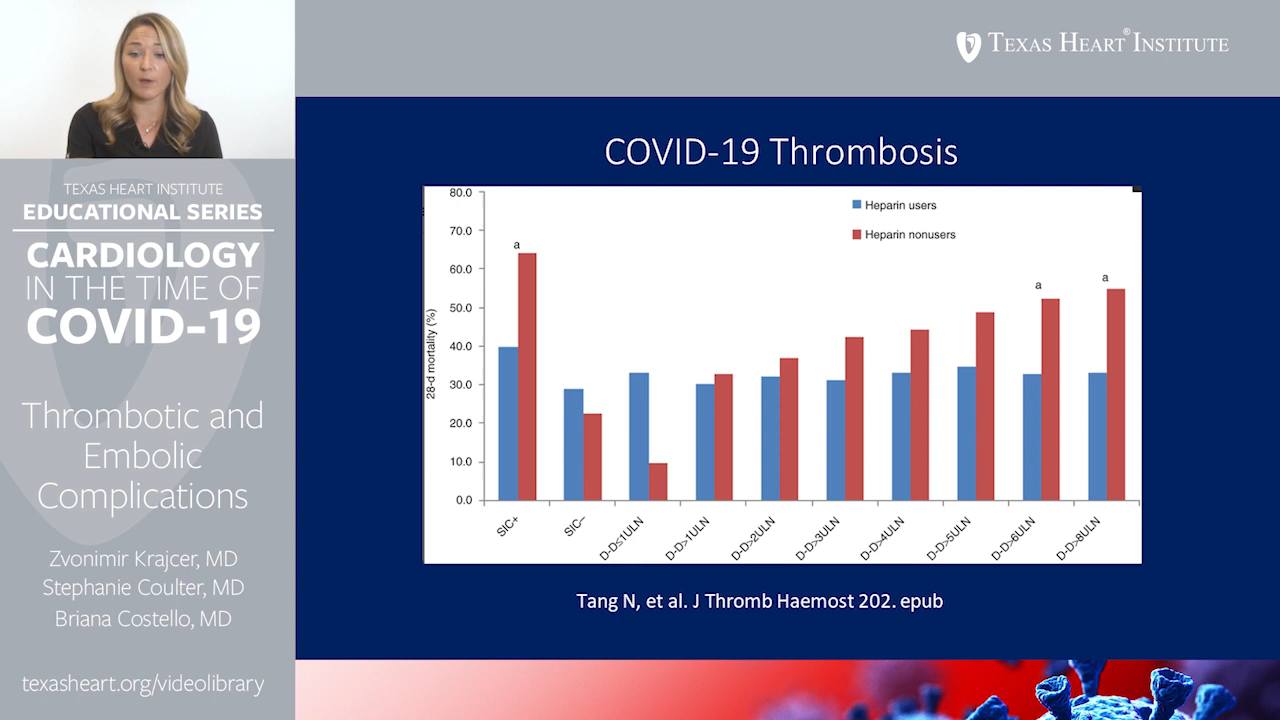 TEXAS HEART® INSTITUTE
TEXAS HEART INSTITUTE
EDUCATIONAL SERIES
CARDIOLOGY
IN THE TIME OF
COVID-19
Thrombotic and
Embolic
Complications
Zvonimir Krajcer, MD
Stephanie Coulter, MD
Briana Costello, MD
texasheart.org/videolibrary
COVID-19 Thrombosis
28-d mortality (%)
80.0
70.0
60.0
50.0
40.0
30.0
20.0
10.0
0.0
Heparin users
Heparin nonusers
a
a
a
SIC+
SIC–
D-D≤1ULN
D-D>1ULN
D-D>2ULN
D-D>3ULN
D-D>4ULN
D-D>5ULN
D-D>6ULN
D-D>8ULN
Tang N, et al. J Thromb Haemost 202. epub